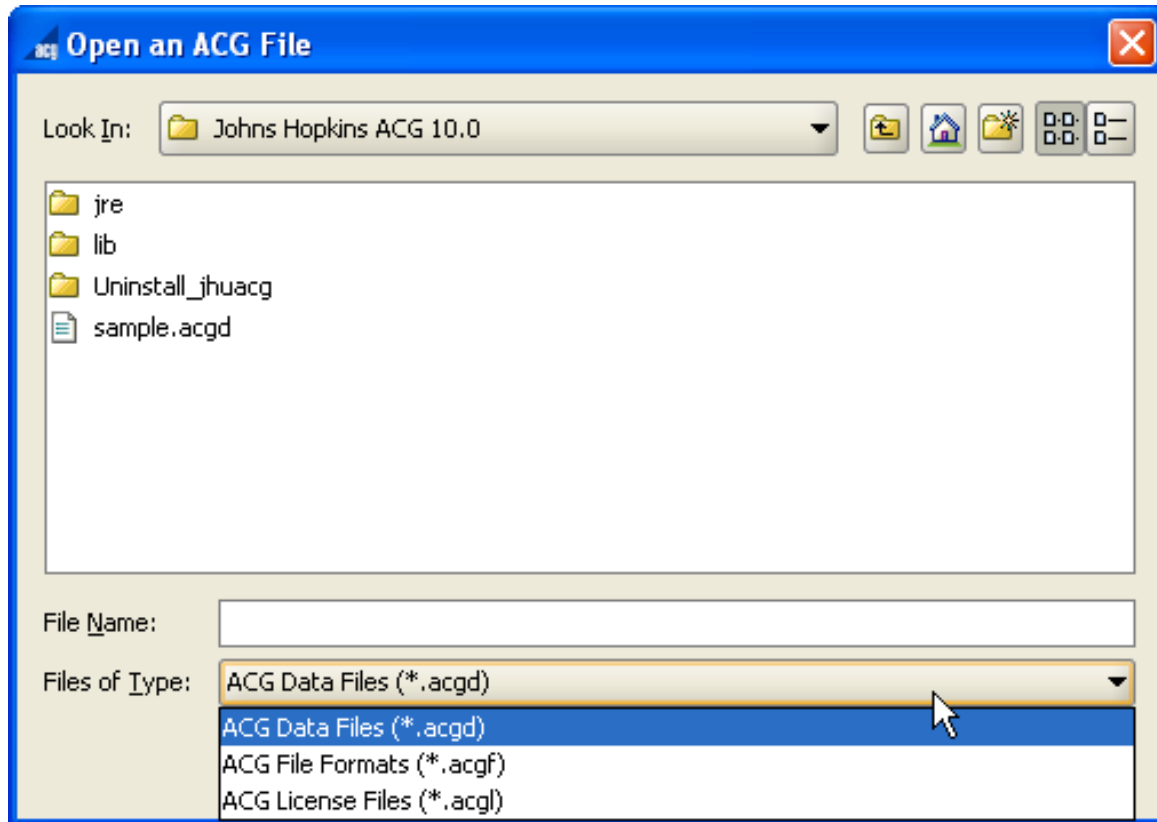 acg Open an ACG File
Look In: Johns Hopkins ACG 10.0
jre
lib
Uninstall_jhuacg
sample.acgd
File Name:
Files of Type: ACG Data Files (*.acgd)
ACG Data Files (*.acgd)
ACG File Formats (*.acgf)
ACG License Files (*.acgl)